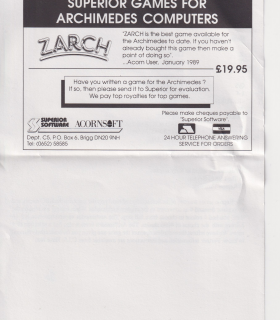 SUPERIOR GAMES FOR
ARCHIMEDES COMPUTERS
ZARCH
'ZARCH is the best game available for
the Archimedes to date. If you haven't
already bought this game then make a
point of doing so'
...Acorn User, January 1989
£19.95
Have you written a game for the Archimedes ?
If so, then please send it to Superior for evaluation.
We pay top royalties for top games.
Please make cheques payable to
'Superior Software'.
SUPERIOR
SOFTWARE
ACORNSOFT
Dept. C5, P.O. Box 6, Brigg DN20 9NH
Tel: (0652) 58585
VISA
24 HOUR TELEPHONE ANSWERING
SERVICE FOR ORDERS